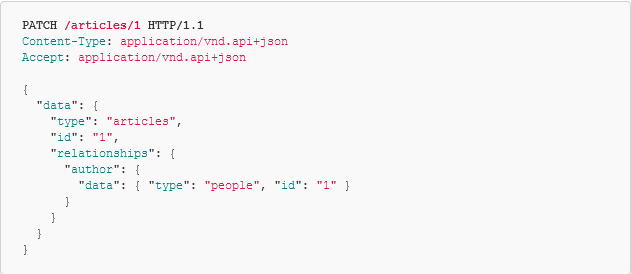 PATCH /articles/1 HTTP/1.1
Content-Type: application/vnd.api+json
Accept: application/vnd.api+json

{
  "data": {
    "type": "articles",
    "id": "1",
    "relationships": {
      "author": {
        "data": { "type": "people", "id": "1" }
      }
    }
  }
}